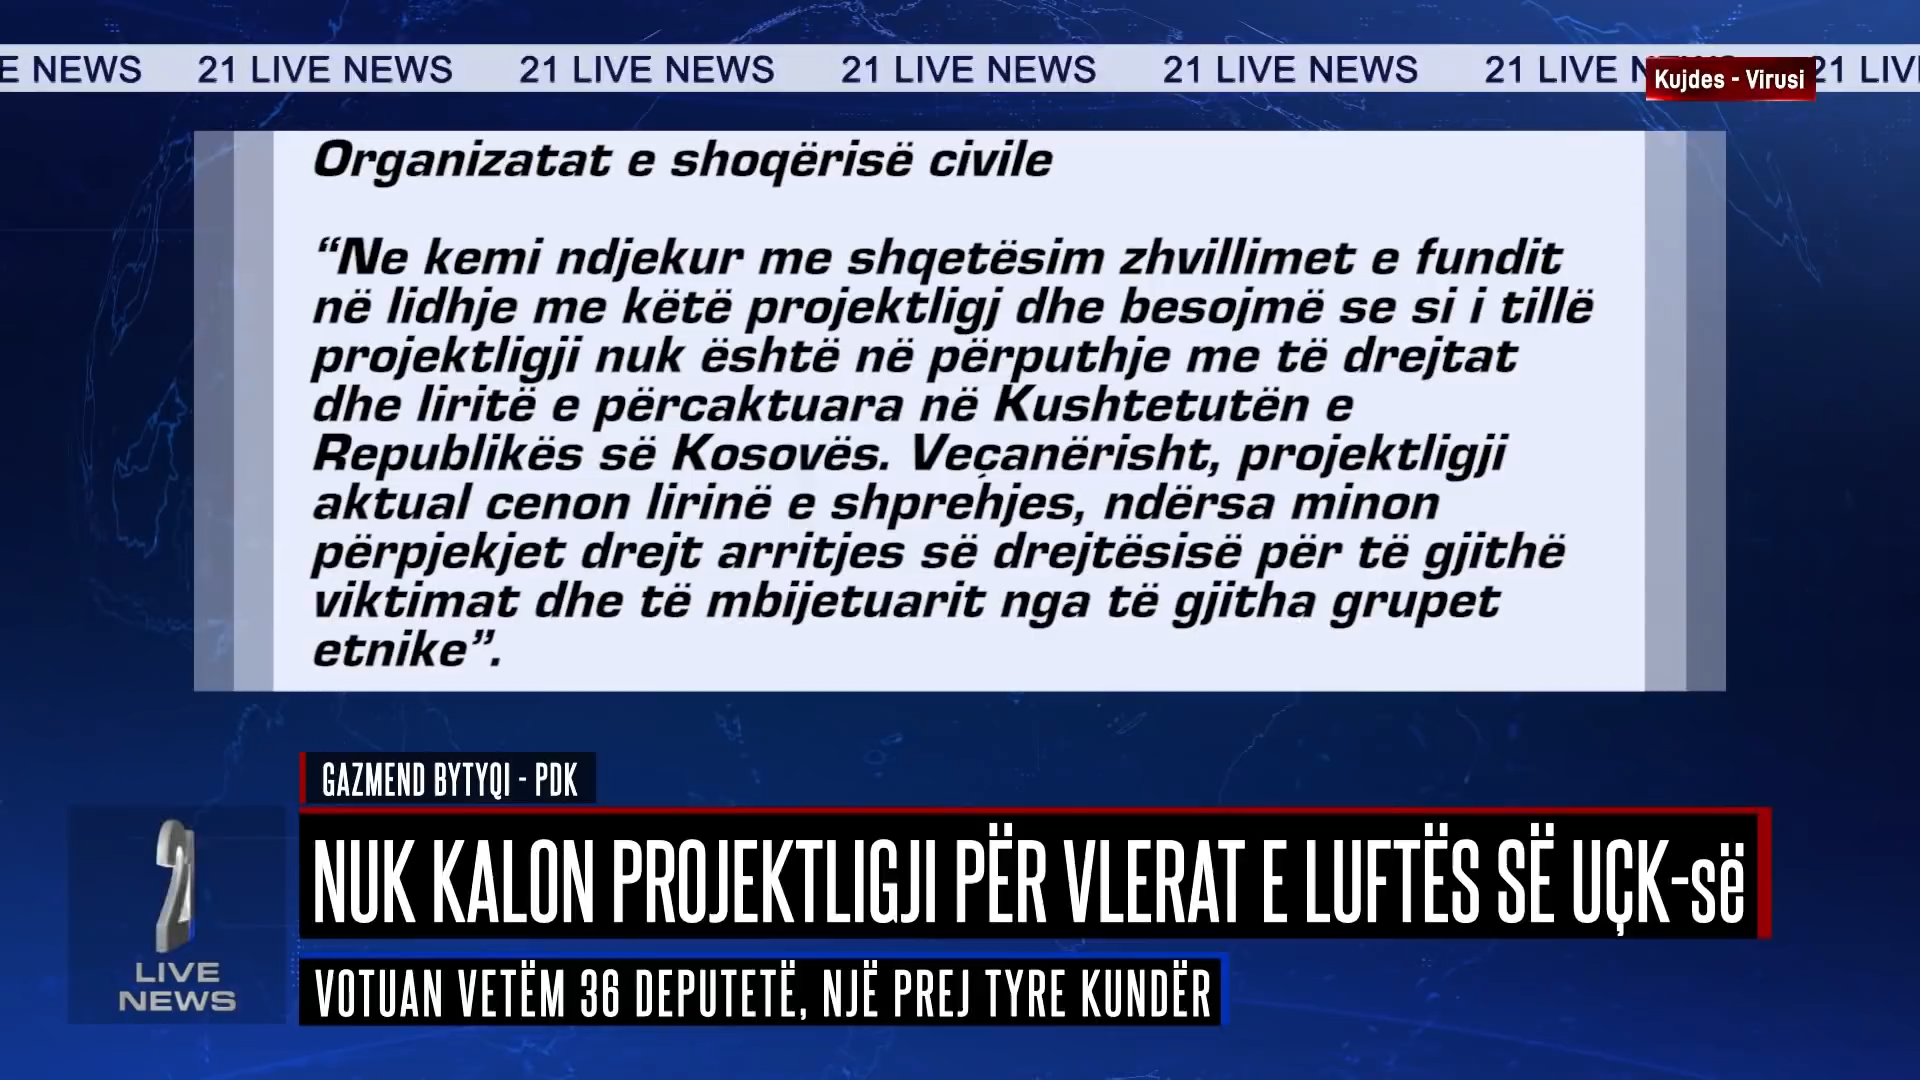 E NEWS 21 LIVE NEWS 21 LIVE NEWS 21 LIVE NEWS 21 LIVE NEWS 21 LIVE 21 LIV
Kujdes - Virusi
Organizatat e shoqërisë civile
“Ne kemi ndjekur me shqetësim zhvillimet e fundit
në lidhje me këtë projektligj dhe besojmë se si i tillë
projektligji nuk është në përputhje me të drejtat
dhe liritë e përcaktuara në Kushtetutën e
Republikës së Kosovës. Veçanërisht, projektligji
aktual cenon lirinë e shprehjes, ndërsa minon
përpjekjet drejt arritjes së drejtësisë për të gjithë
viktimat dhe të mbijetuarit nga të gjitha grupet
etnike”.
GAZMEND BYTYQI - PDK
NUK KALON PROJEKTLIGJI PËR VLERAT E LUFTËS SË UÇK-së
VOTUAN VETËM 36 DEPUTETË, NJË PREJ TYRE KUNDËR
21
LIVE
NEWS